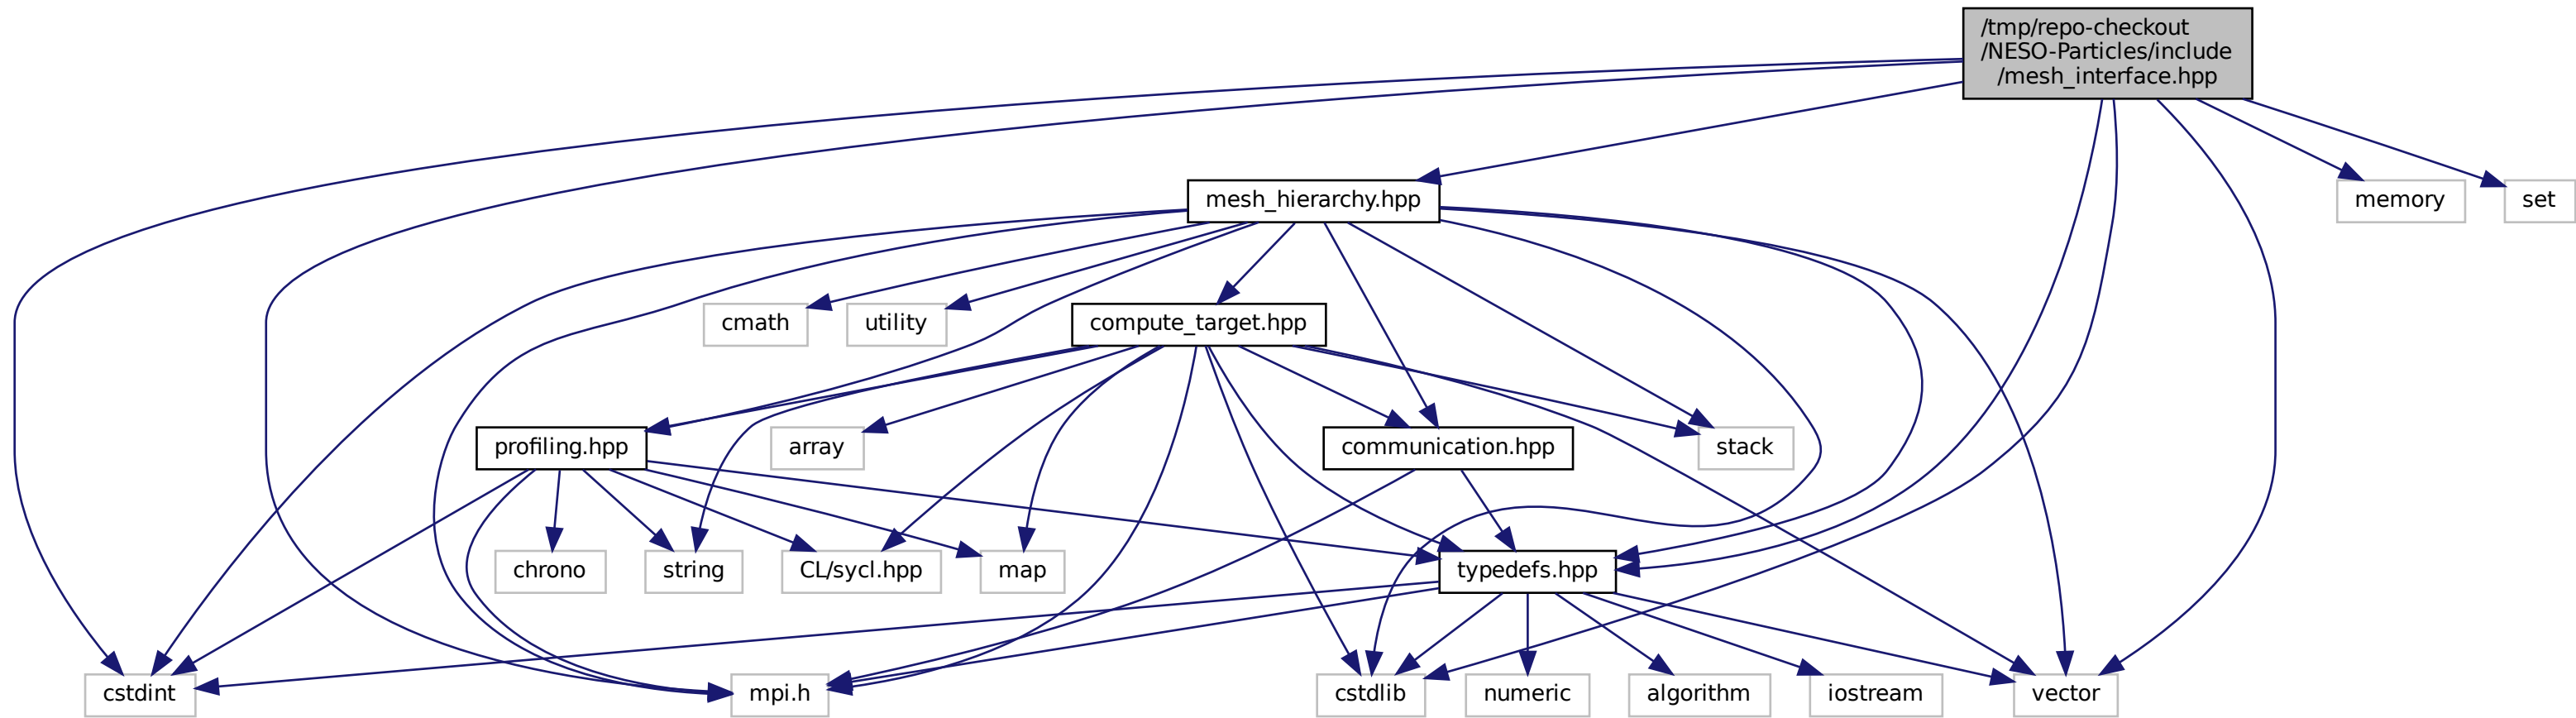 /tmp/repo-checkout
/NESO-Particles/include
/mesh_interface.hpp
mesh_hierarchy.hpp
memory
set
cmath
utility
compute_target.hpp
profiling.hpp
array
communication.hpp
stack
chrono
string
CL/sycl.hpp
map
typedefs.hpp
cstdint
mpi.h
cstdlib
numeric
algorithm
iostream
vector